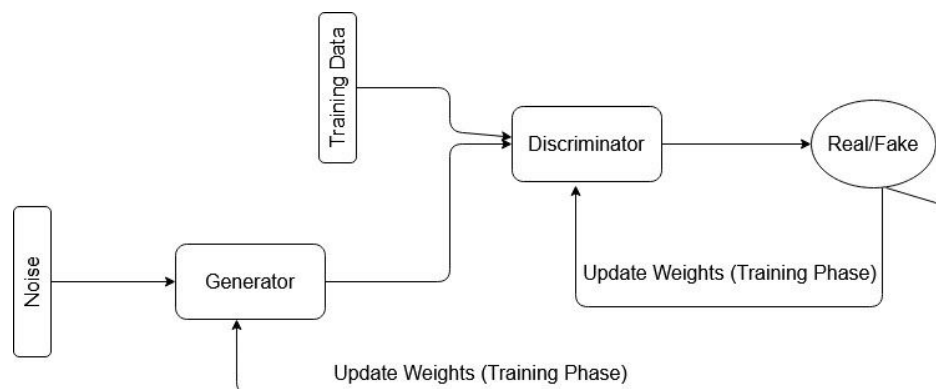 Training Data
Discriminator
Real/Fake
Noise
Generator
Update Weights (Training Phase)
Update Weights (Training Phase)